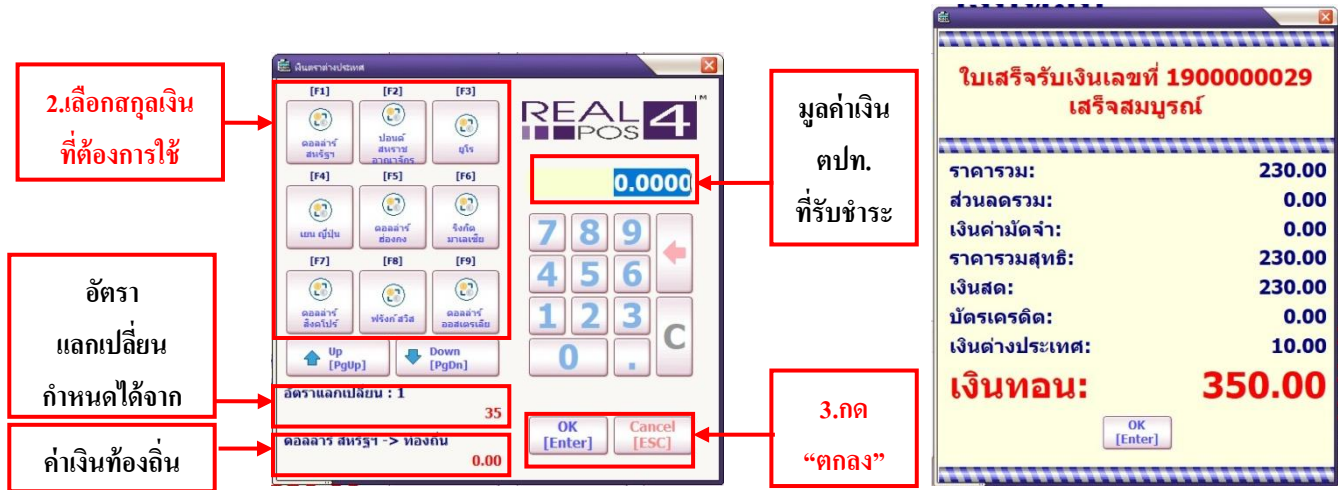 2.เลือกสกุลเงิน
ที่ต้องการใช้
อัตรา
แลกเปลี่ยน
กำหนดได้จาก
ค่าเงินท้องถิ่น
เงินตราต่างประเทศ
[F1]
[F2]
[F3]
ดอลล่าร์
สหรัฐฯ
ปอนด์
สหราช
อาณาจักร
ยูโร
[F4]
[F5]
[F6]
เยน ญี่ปุ่น
ดอลล่าร์
ฮ่องกง
ริงกิต
มาเลเซีย
[F7]
[F8]
[F9]
ดอลล่าร์
สิงคโปร์
ฟรังก์สวิส
ดอลล่าร์
ออสเตรเลีย
Up
[PgUp]
Down
[PgDn]
อัตราแลกเปลี่ยน : 1
35
ดอลลาร์ สหรัฐฯ -> ท้องถิ่น
0.00
REAL 4 ™
POS
0.0000
7 8 9
4 5 6
1 2 3
C
0 .
OK
[Enter]
Cancel
[ESC]
มูลค่าเงิน
ตปท.
ที่รับชำระ
3.กด
“ตกลง”
ใบเสร็จรับเงินเลขที่ 1900000029
เสร็จสมบูรณ์
ราคารวม: 230.00
ส่วนลดรวม: 0.00
เงินค่ามัดจำ: 0.00
ราคารวมสุทธิ: 230.00
เงินสด: 230.00
บัตรเครดิต: 0.00
เงินต่างประเทศ: 10.00
เงินทอน: 350.00
OK
[Enter]